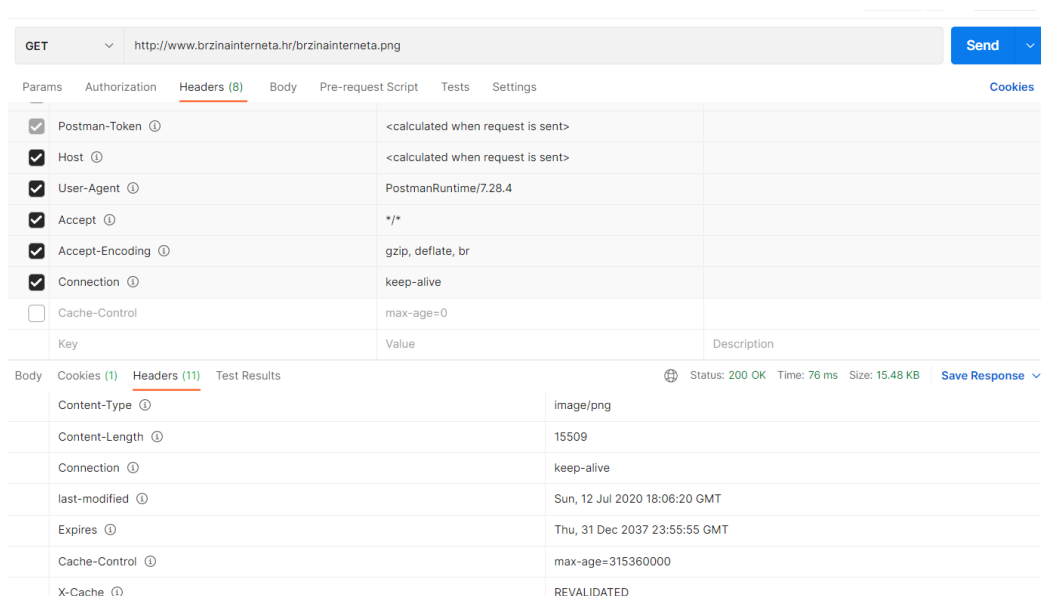 GET http://www.brzinainterneta.hr/brzinainterneta.png Send
Params Authorization Headers (8) Body Pre-request Script Tests Settings Cookies
Postman-Token <calculated when request is sent>
Host <calculated when request is sent>
User-Agent PostmanRuntime/7.28.4
Accept */*
Accept-Encoding gzip, deflate, br
Connection keep-alive
Cache-Control max-age=0
Key Value Description
Body Cookies (1) Headers (11) Test Results Status: 200 OK Time: 76 ms Size: 15.48 KB Save Response
Content-Type image/png
Content-Length 15509
Connection keep-alive
last-modified Sun, 12 Jul 2020 18:06:20 GMT
Expires Thu, 31 Dec 2037 23:55:55 GMT
Cache-Control max-age=315360000
X-Cache REVALIDATED